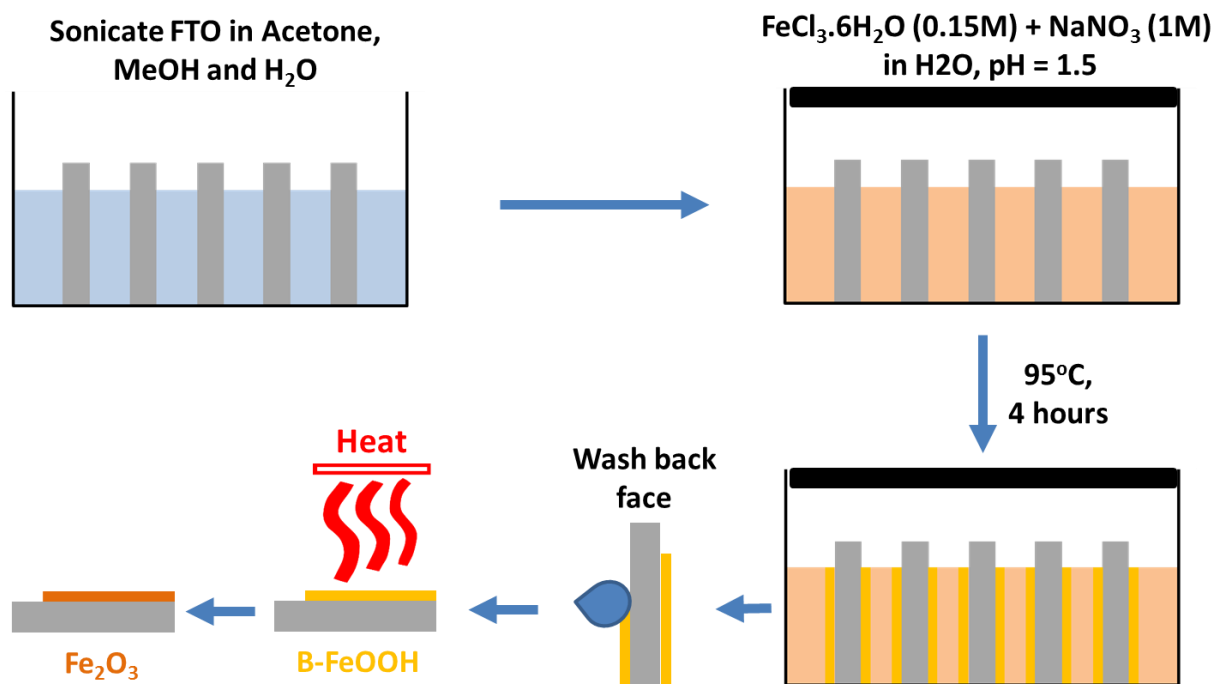 Sonicate FTO in Acetone,
MeOH and H₂O
FeCl₃.6H₂O (0.15M) + NaNO₃ (1M)
in H2O, pH = 1.5
95°C,
4 hours
Wash back
face
Heat
B-FeOOH
Fe₂O₃